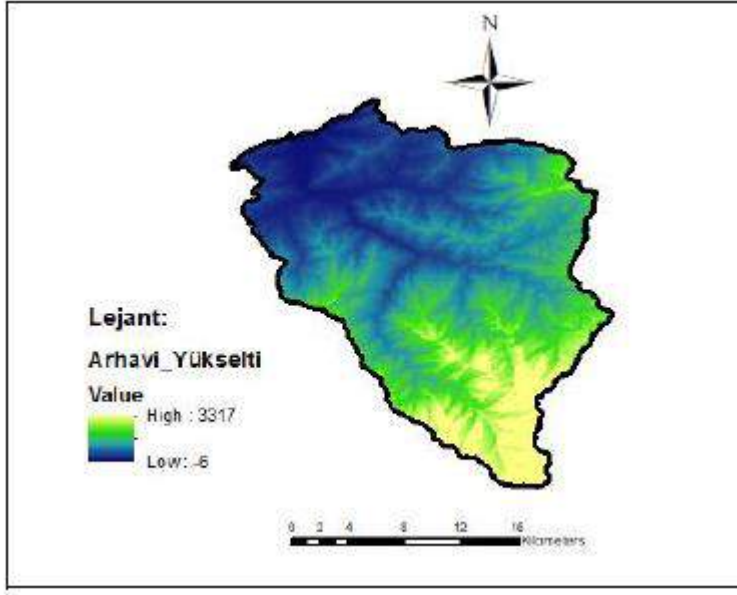 N
Lejant:
Arhavi_Yükselti
Value
High : 3317
Low: -6
0 2 4 8 12 16
Kilometers